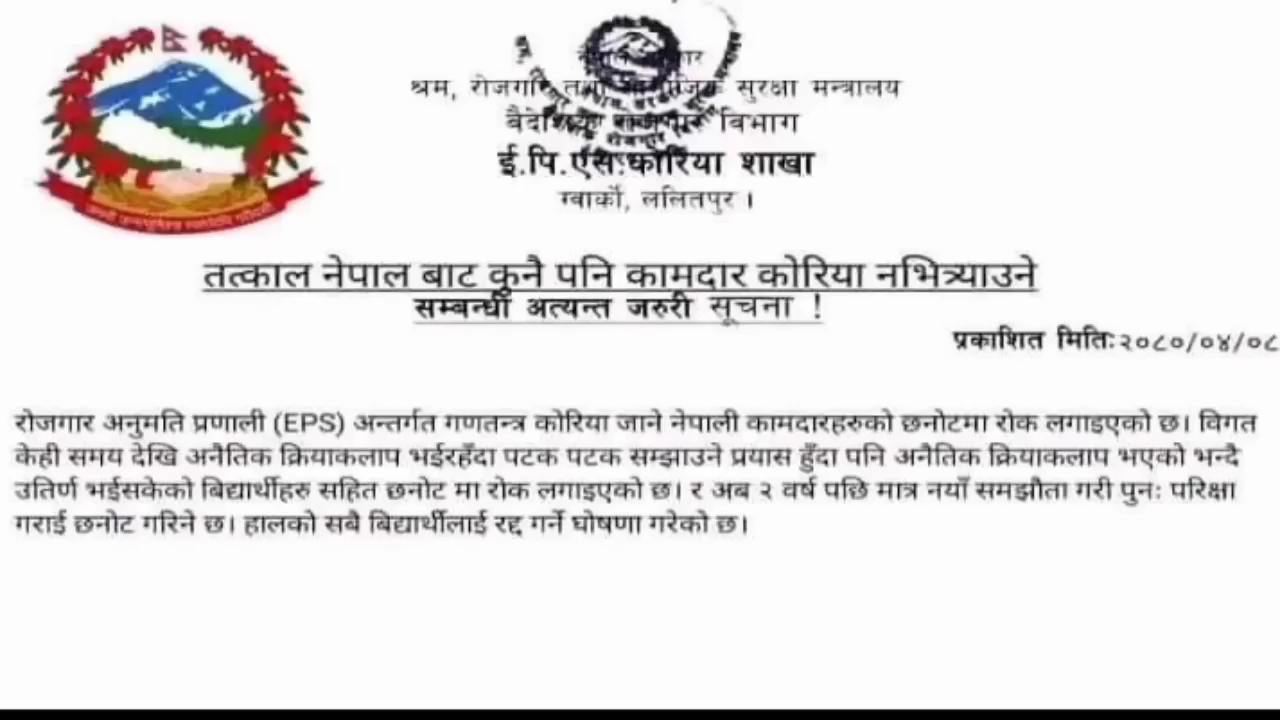 नेपाल सरकार
श्रम, रोजगार तथा सामाजिक सुरक्षा मन्त्रालय
वैदेशिक रोजगार विभाग
ई.पि.एस.कोरिया शाखा
ग्वार्को, ललितपुर ।
तत्काल नेपाल बाट कुनै पनि कामदार कोरिया नभित्र्याउने
सम्बन्धी अत्यन्त जरुरी सूचना !
प्रकाशित मितिः२०८०/०४/०८
रोजगार अनुमति प्रणाली (EPS) अन्तर्गत गणतन्त्र कोरिया जाने नेपाली कामदारहरुको छनोटमा रोक लगाइएको छ। विगत
केही समय देखि अनैतिक क्रियाकलाप भईरहँदा पटक पटक सम्झाउने प्रयास हुँदा पनि अनैतिक क्रियाकलाप भएको भन्दै
उतिर्ण भईसकेको बिद्यार्थीहरु सहित छनोट मा रोक लगाइएको छ। र अब २ वर्ष पछि मात्र नयाँ समझौता गरी पुनः परिक्षा
गराई छनोट गरिने छ। हालको सबै बिद्यार्थीलाई रद्द गर्ने घोषणा गरेको छ।